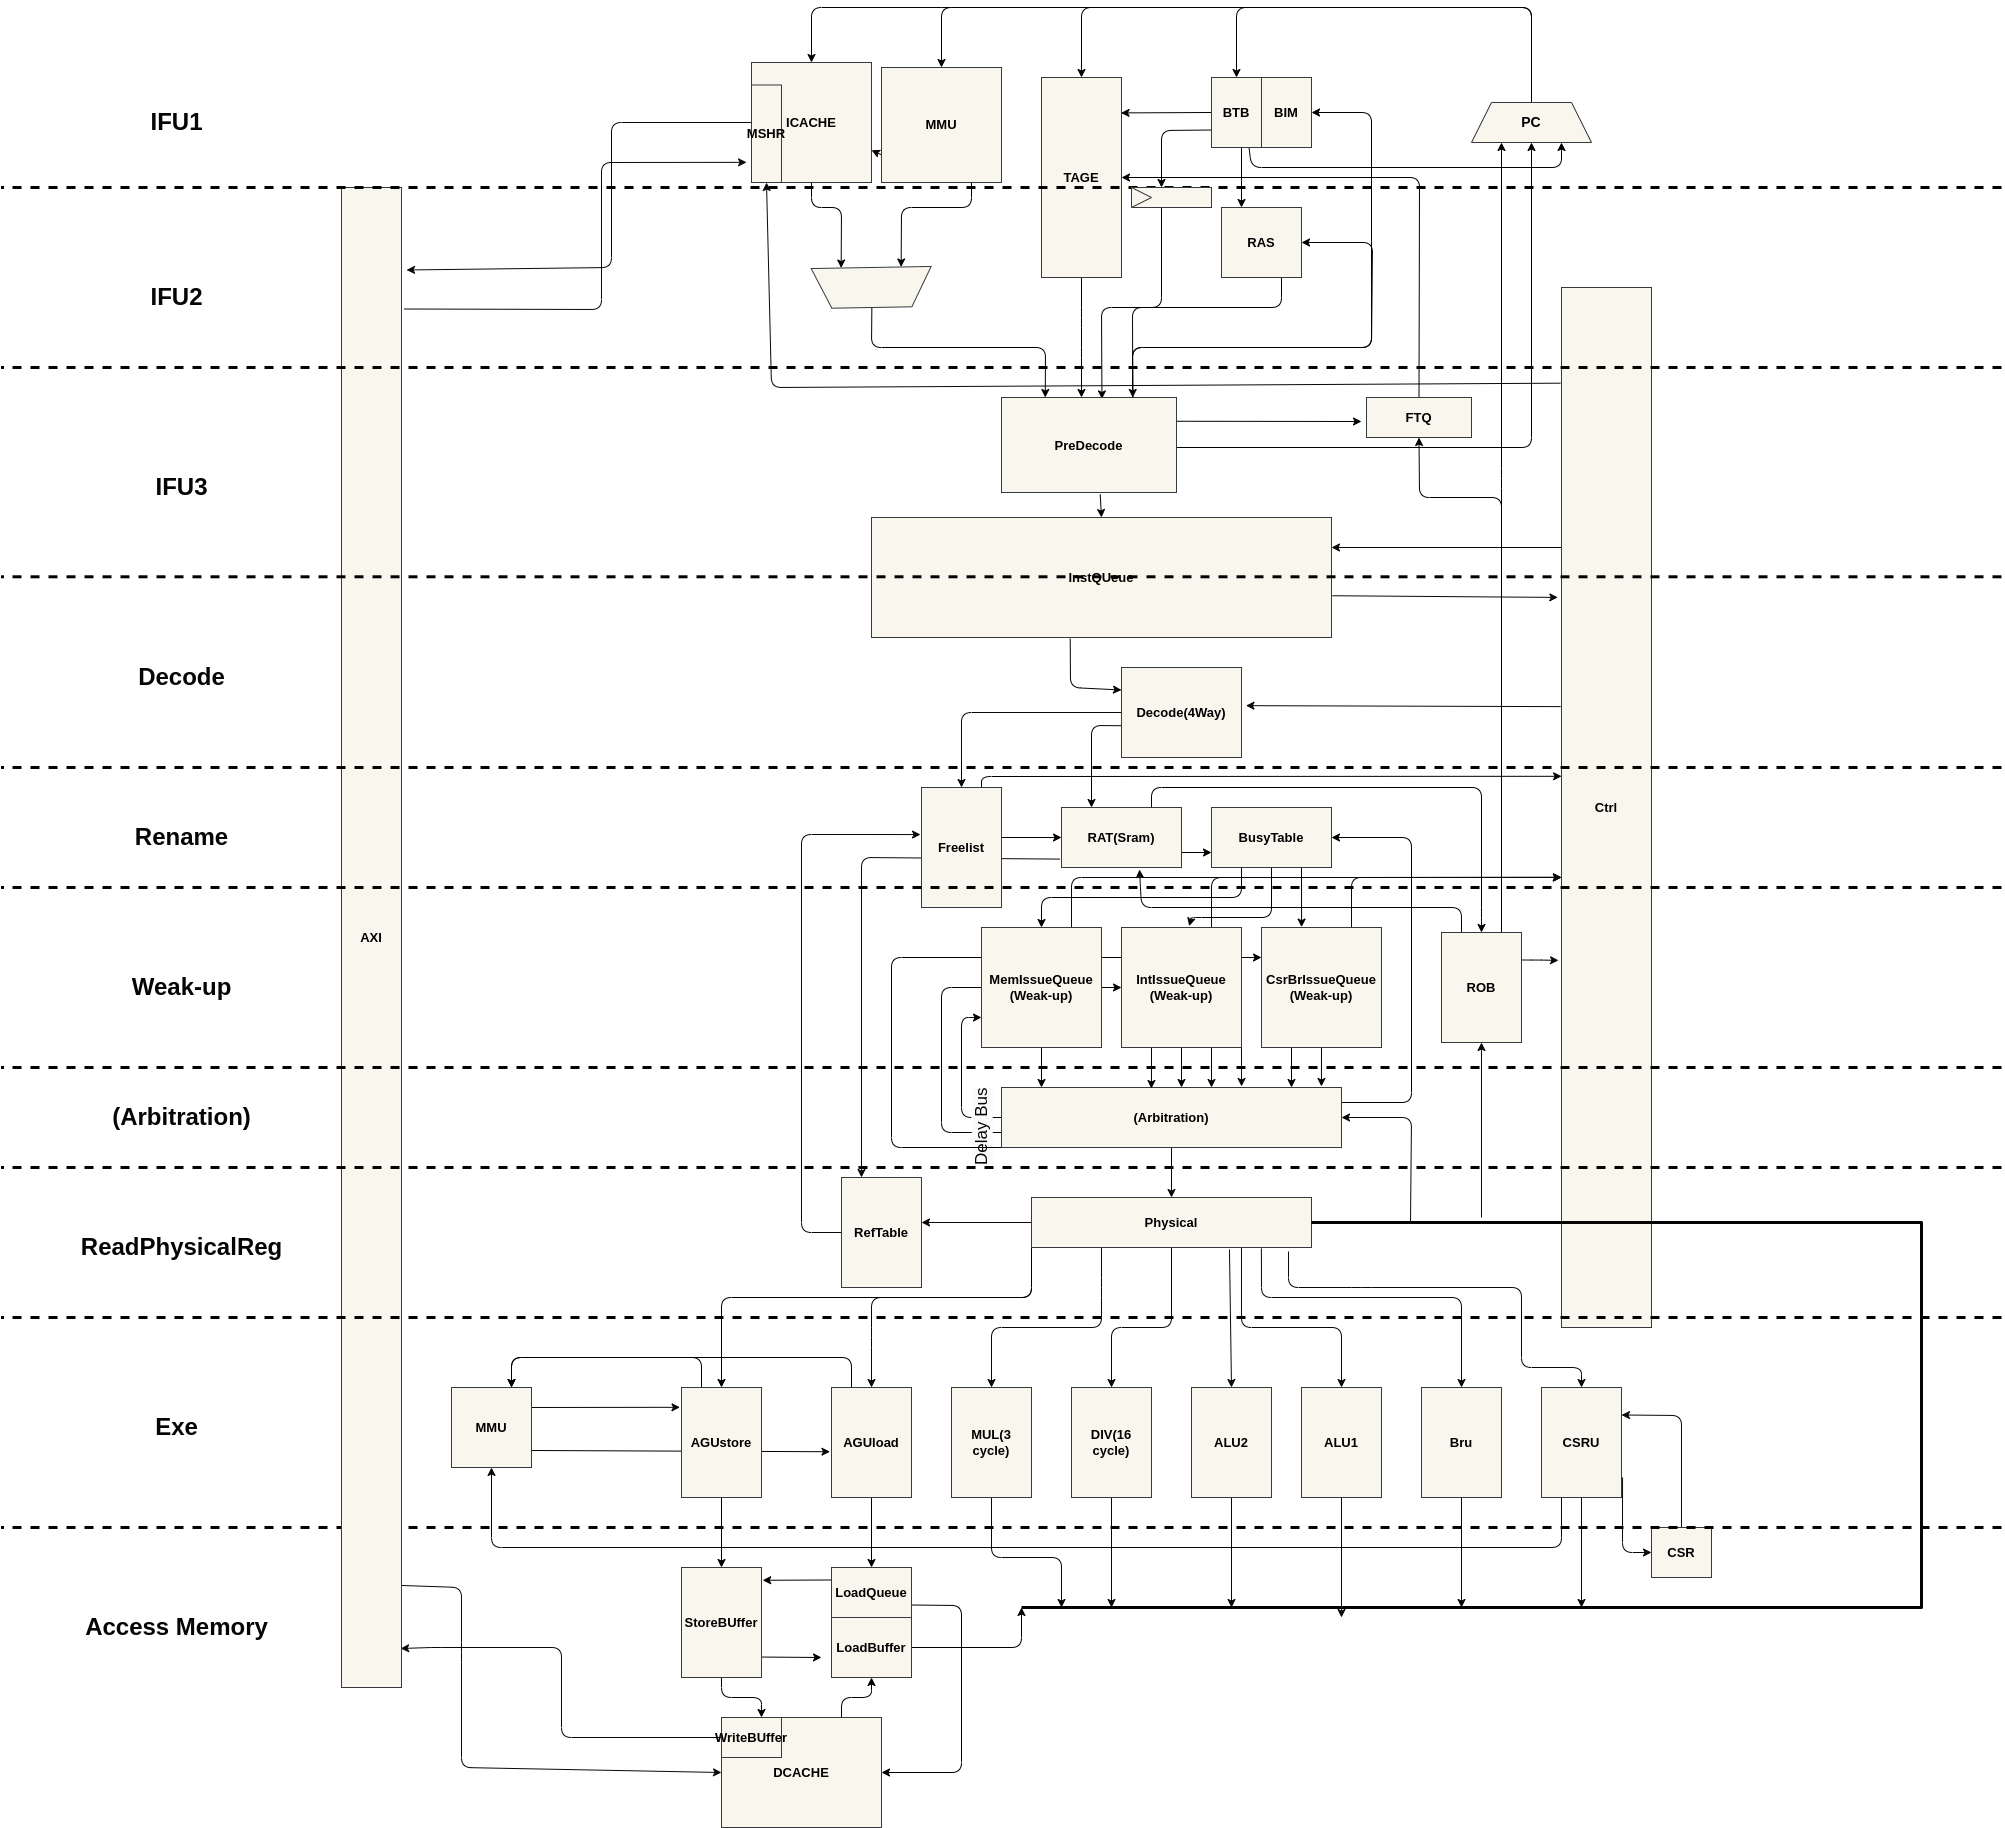 IFU1
ICACHE
MSHR
MMU
TAGE
BTB
BIM
PC
IFU2
RAS
IFU3
PreDecode
FTQ
InstQUeue
Decode
Decode(4Way)
Ctrl
Rename
Freelist
RAT(Sram)
BusyTable
AXI
Weak-up
MemIssueQueue
(Weak-up)
IntIssueQueue
(Weak-up)
CsrBrIssueQueue
(Weak-up)
ROB
(Arbitration)
Delay Bus
(Arbitration)
ReadPhysicalReg
RefTable
Physical
Exe
MMU
AGUstore
AGUload
MUL(3
cycle)
DIV(16
cycle)
ALU2
ALU1
Bru
CSRU
CSR
Access Memory
StoreBUffer
LoadQueue
LoadBuffer
WriteBUffer
DCACHE